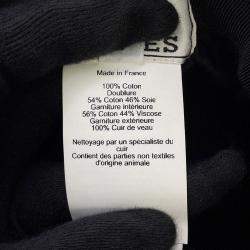 ES
Made in France
100% Coton
Doublure
54% Coton 46% Soie
Garniture intérieure
56% Coton 44% Viscose
Garniture extérieure
100% Cuir de veau
Nettoyage par un spécialiste du
cuir
Contient des parties non textiles
d'origine animale